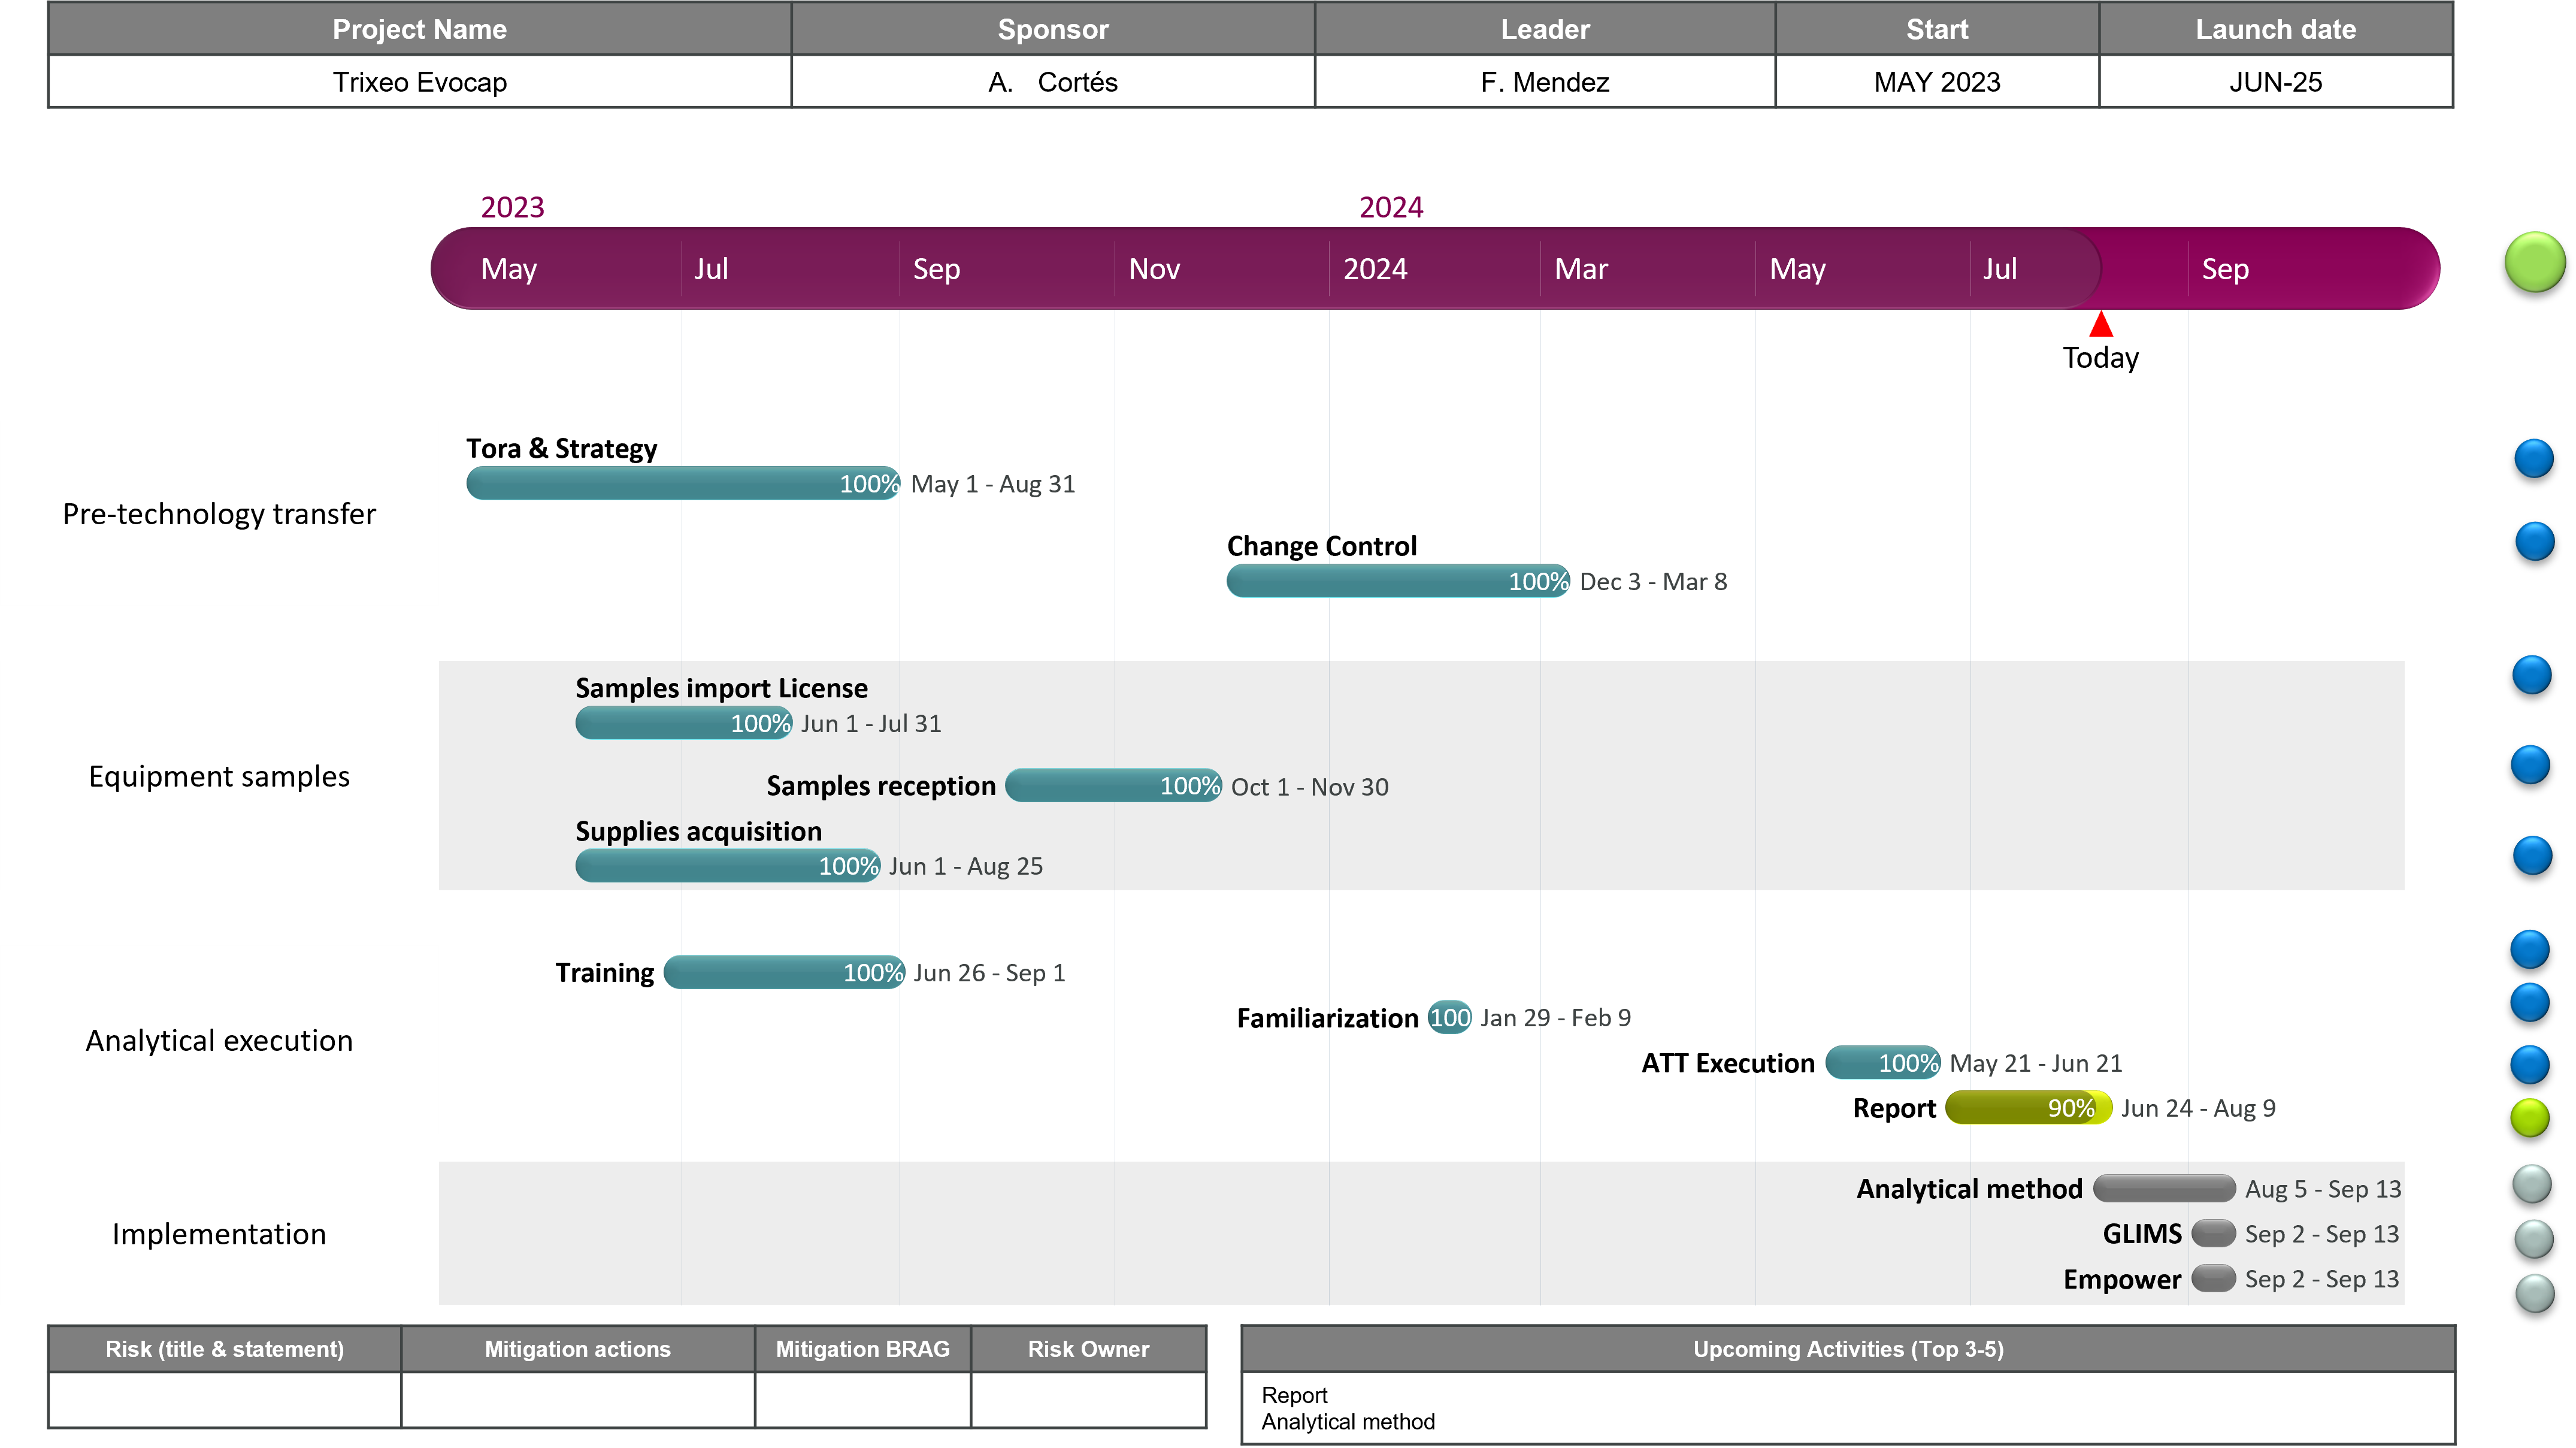 Project Name Sponsor Leader Start Launch date
Trixeo Evocap A. Cortés F. Mendez MAY 2023 JUN-25
2023 2024
May Jul Sep Nov 2024 Mar May Jul Sep
Today
Pre-technology transfer
Tora & Strategy
100% May 1 - Aug 31
Change Control
100% Dec 3 - Mar 8
Equipment samples
Samples import License
100% Jun 1 - Jul 31
Samples reception 100% Oct 1 - Nov 30
Supplies acquisition
100% Jun 1 - Aug 25
Analytical execution
Training 100% Jun 26 - Sep 1
Familiarization 100 Jan 29 - Feb 9
ATT Execution 100% May 21 - Jun 21
Report 90% Jun 24 - Aug 9
Implementation
Analytical method Aug 5 - Sep 13
GLIMS Sep 2 - Sep 13
Empower Sep 2 - Sep 13
Risk (title & statement) Mitigation actions Mitigation BRAG Risk Owner
Upcoming Activities (Top 3-5)
Report
Analytical method